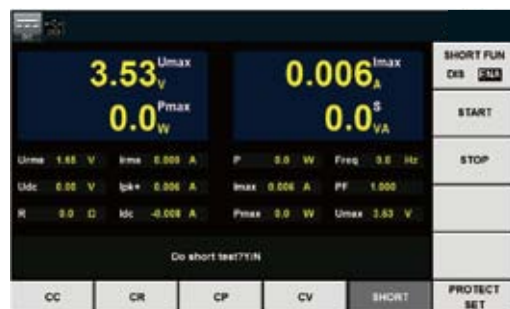 3.53 Umax V
0.006 Imax A
0.0 Pmax W
0.0 S VA
Urms 1.65 V Irms 0.000 A P 0.0 W Freq 0.0 Hz
Udc 0.00 V Ipk+ 0.006 A Imax 0.006 A PF 1.000
R 0.0 Ω Idc -0.008 A Pmax 0.0 W Umax 3.53 V
Do short test?Y/N
CC CR CP CV SHORT
SHORT FUN
DIS ENA
START
STOP
PROTECT
SET